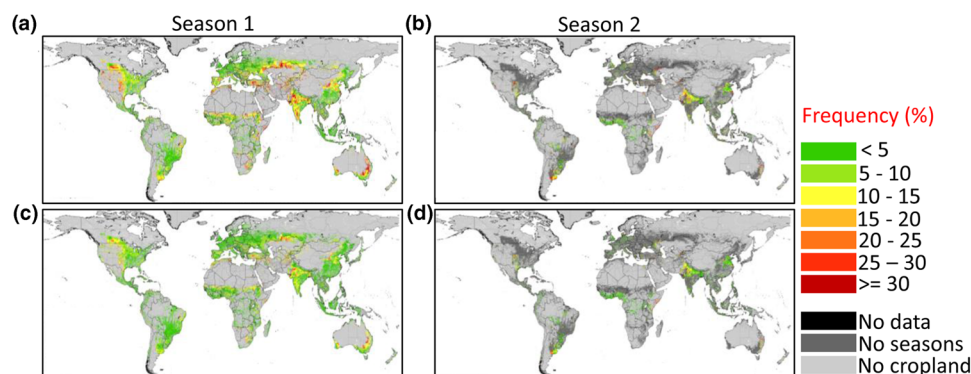 (a) Season 1
(b) Season 2
(c)
(d)
Frequency (%)
< 5
5 - 10
10 - 15
15 - 20
20 - 25
25 – 30
>= 30
No data
No seasons
No cropland